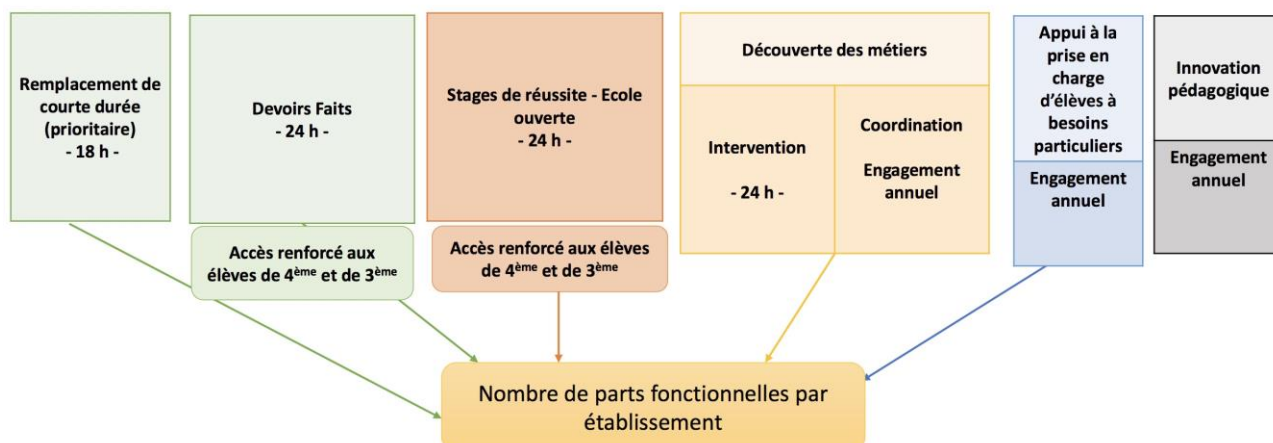 Remplacement de
courte durée
(prioritaire)
- 18 h -
Devoirs Faits
- 24 h -
Accès renforcé aux
élèves de 4ème et de 3ème
Stages de réussite - Ecole
ouverte
- 24 h -
Accès renforcé aux élèves
de 4ème et de 3ème
Découverte des métiers
Intervention
- 24 h -
Coordination
Engagement
annuel
Appui à la
prise en
charge
d’élèves à
besoins
particuliers
Engagement
annuel
Innovation
pédagogique
Engagement
annuel
Nombre de parts fonctionnelles par
établissement